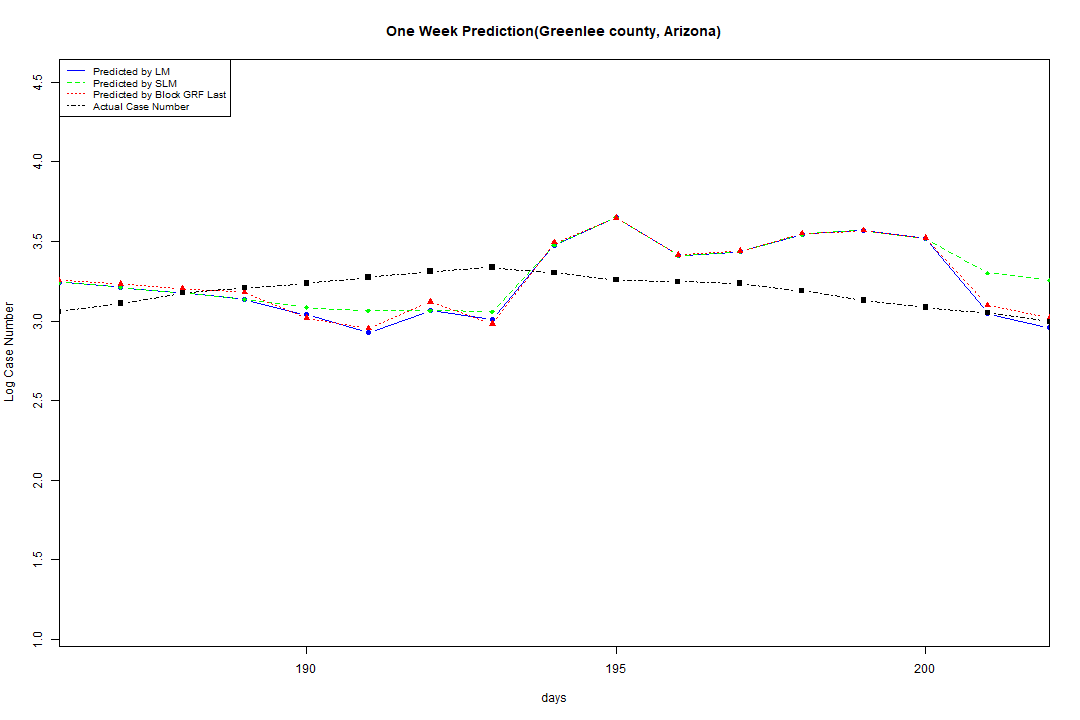 One Week Prediction(Greenlee county, Arizona)
Predicted by LM
Predicted by SLM
Predicted by Block GRF Last
Actual Case Number
4.5
4.0
3.5
3.0
2.5
2.0
1.5
1.0
Log Case Number
190 195 200
days